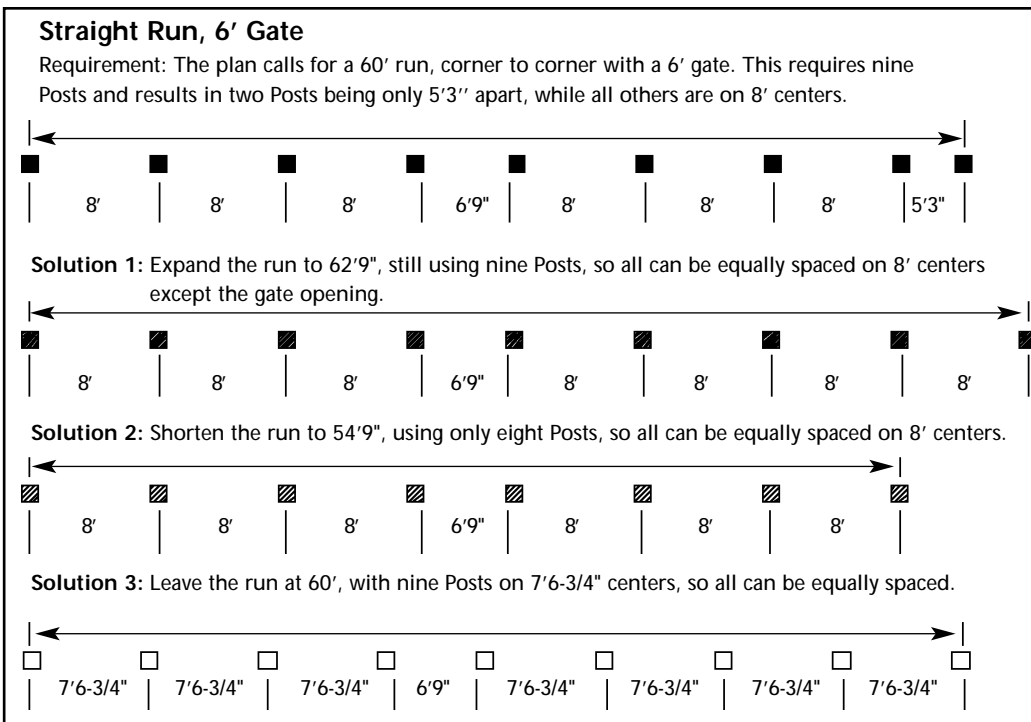 Straight Run, 6′ Gate
Requirement: The plan calls for a 60′ run, corner to corner with a 6′ gate. This requires nine
Posts and results in two Posts being only 5′3′′ apart, while all others are on 8′ centers.
8′ 8′ 8′ 6′9" 8′ 8′ 8′ 5′3"
Solution 1: Expand the run to 62′9", still using nine Posts, so all can be equally spaced on 8′ centers
except the gate opening.
8′ 8′ 8′ 6′9" 8′ 8′ 8′ 8′
Solution 2: Shorten the run to 54′9", using only eight Posts, so all can be equally spaced on 8′ centers.
8′ 8′ 8′ 6′9" 8′ 8′ 8′
Solution 3: Leave the run at 60′, with nine Posts on 7′6-3/4" centers, so all can be equally spaced.
7′6-3/4" 7′6-3/4" 7′6-3/4" 6′9" 7′6-3/4" 7′6-3/4" 7′6-3/4" 7′6-3/4"